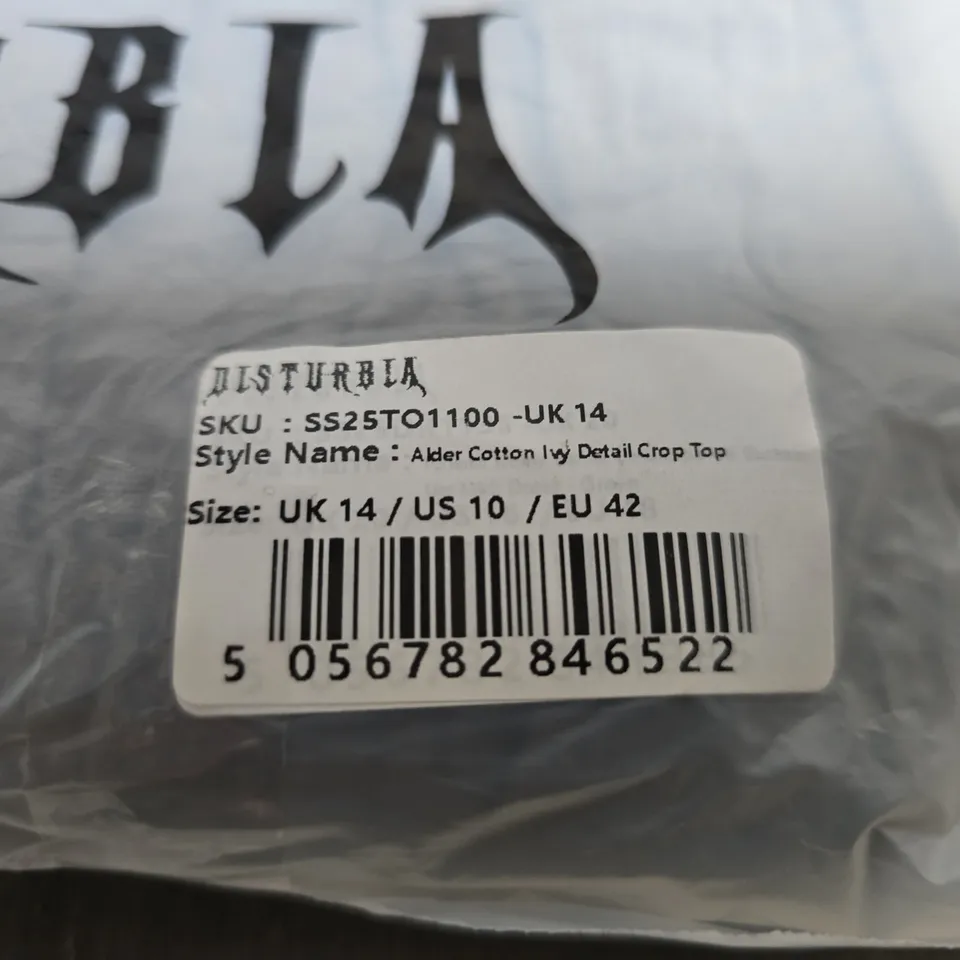 BIA
DISTURBIA
SKU : SS25TO1100 -UK 14
Style Name : Alder Cotton Ivy Detail Crop Top
Size: UK 14 / US 10 / EU 42
5 056782 846522